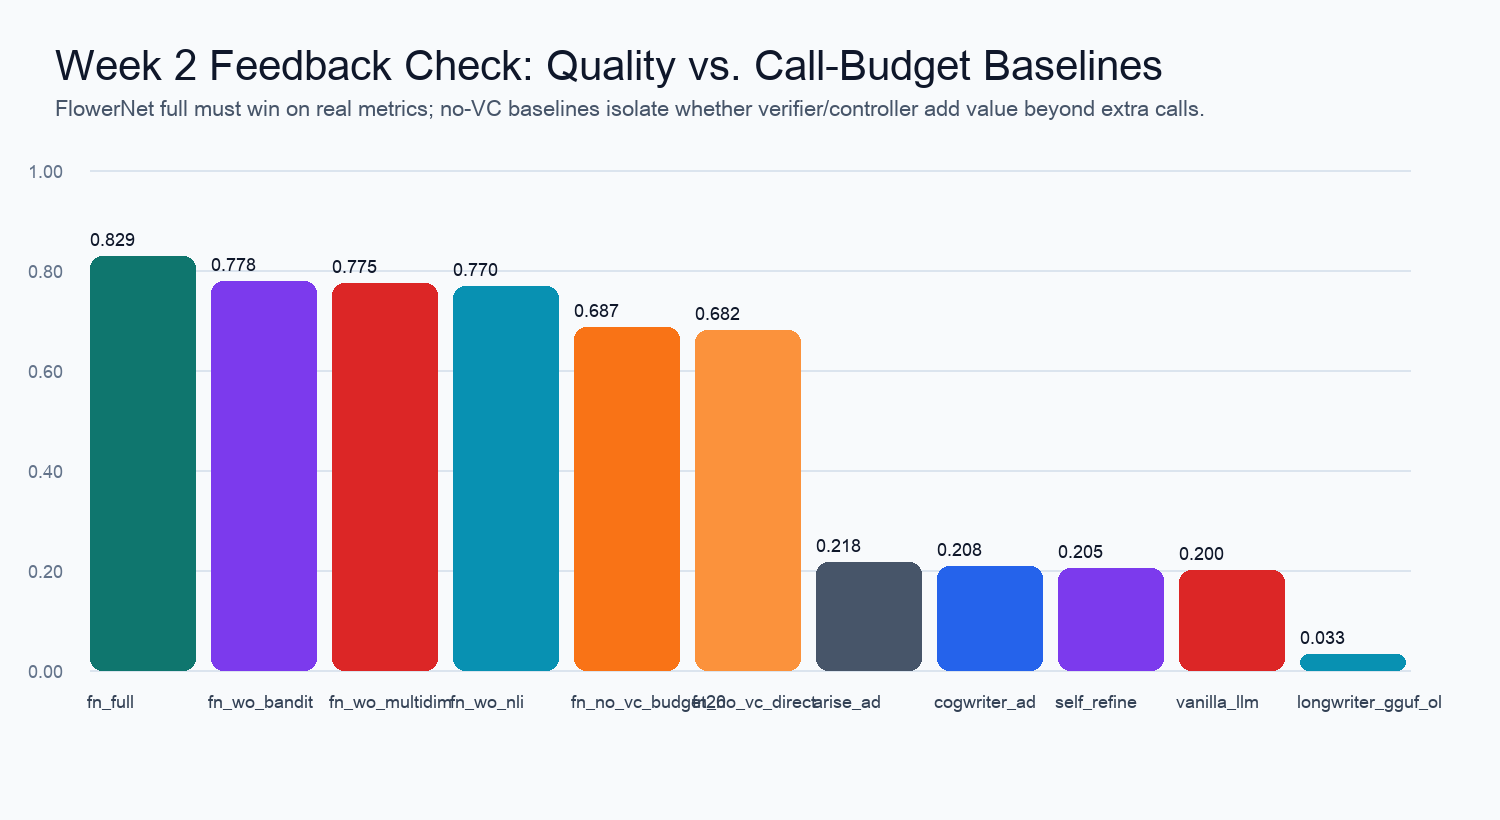 Week 2 Feedback Check: Quality vs. Call-Budget Baselines
FlowerNet full must win on real metrics; no-VC baselines isolate whether verifier/controller add value beyond extra calls.
1.00
0.80
0.60
0.40
0.20
0.00
0.829
0.778
0.775
0.770
0.687
0.682
0.218
0.208
0.205
0.200
0.033
fn_full
fn_wo_bandit
fn_wo_multidim
fn_wo_nli
fn_no_vc_budget20
fn_no_vc_direct
arise_ad
cogwriter_ad
self_refine
vanilla_llm
longwriter_gguf_ol